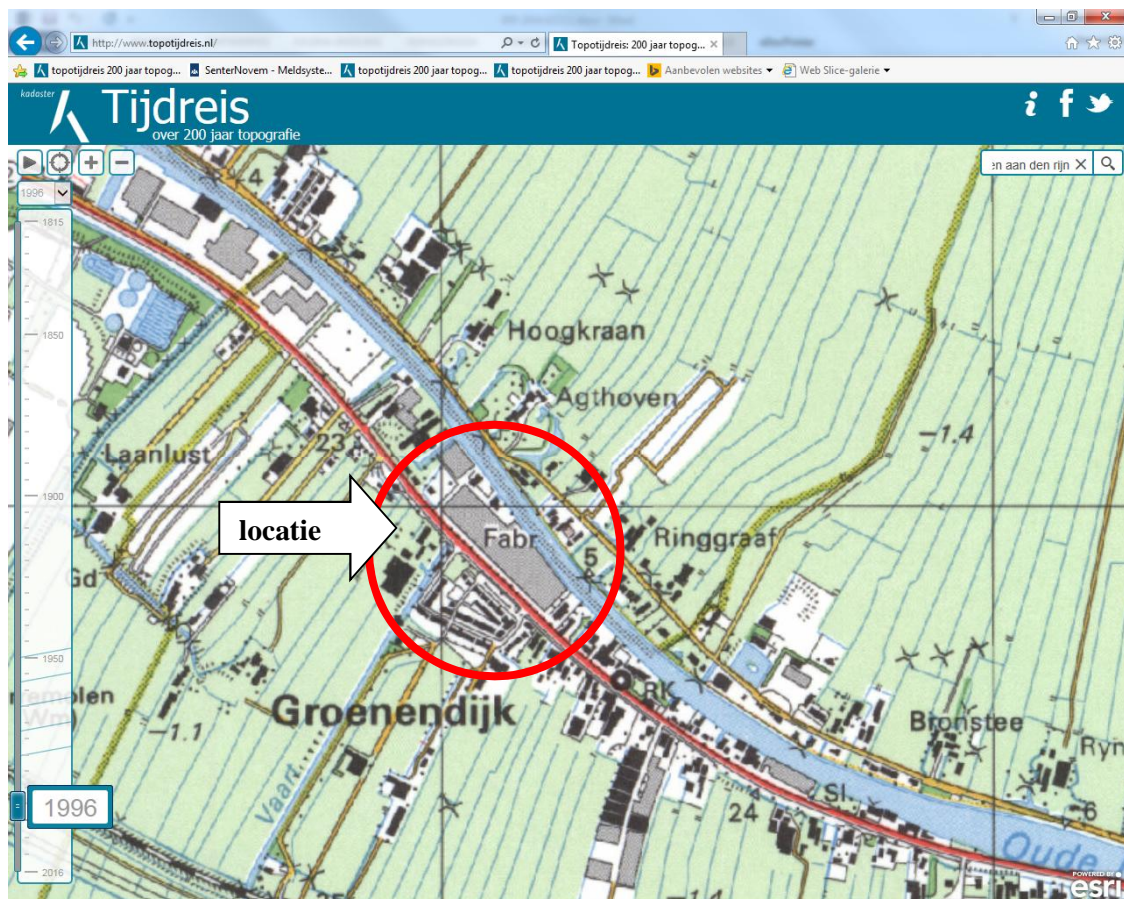 http://www.topotijdreis.nl/
Topotijdreis: 200 jaar topog...
topotijdreis 200 jaar topog...
SenterNovem - Meldsyste...
topotijdreis 200 jaar topog...
topotijdreis 200 jaar topog...
Aanbevolen websites
Web Slice-galerie
kadaster
Tijdreis
over 200 jaar topografie
en aan den rijn
1996
1815
1850
1900
1950
2016
1996
4
Hoogkraan
Agthoven
-1.4
Laanlust
23
locatie
Fabr
5
Ringgraaf
Gd
Groenendijk
RK
-1.1
Bronstee
Ryn
Vaart
24
Sl.
6
Oude
-1.4
POWERED BY
esri